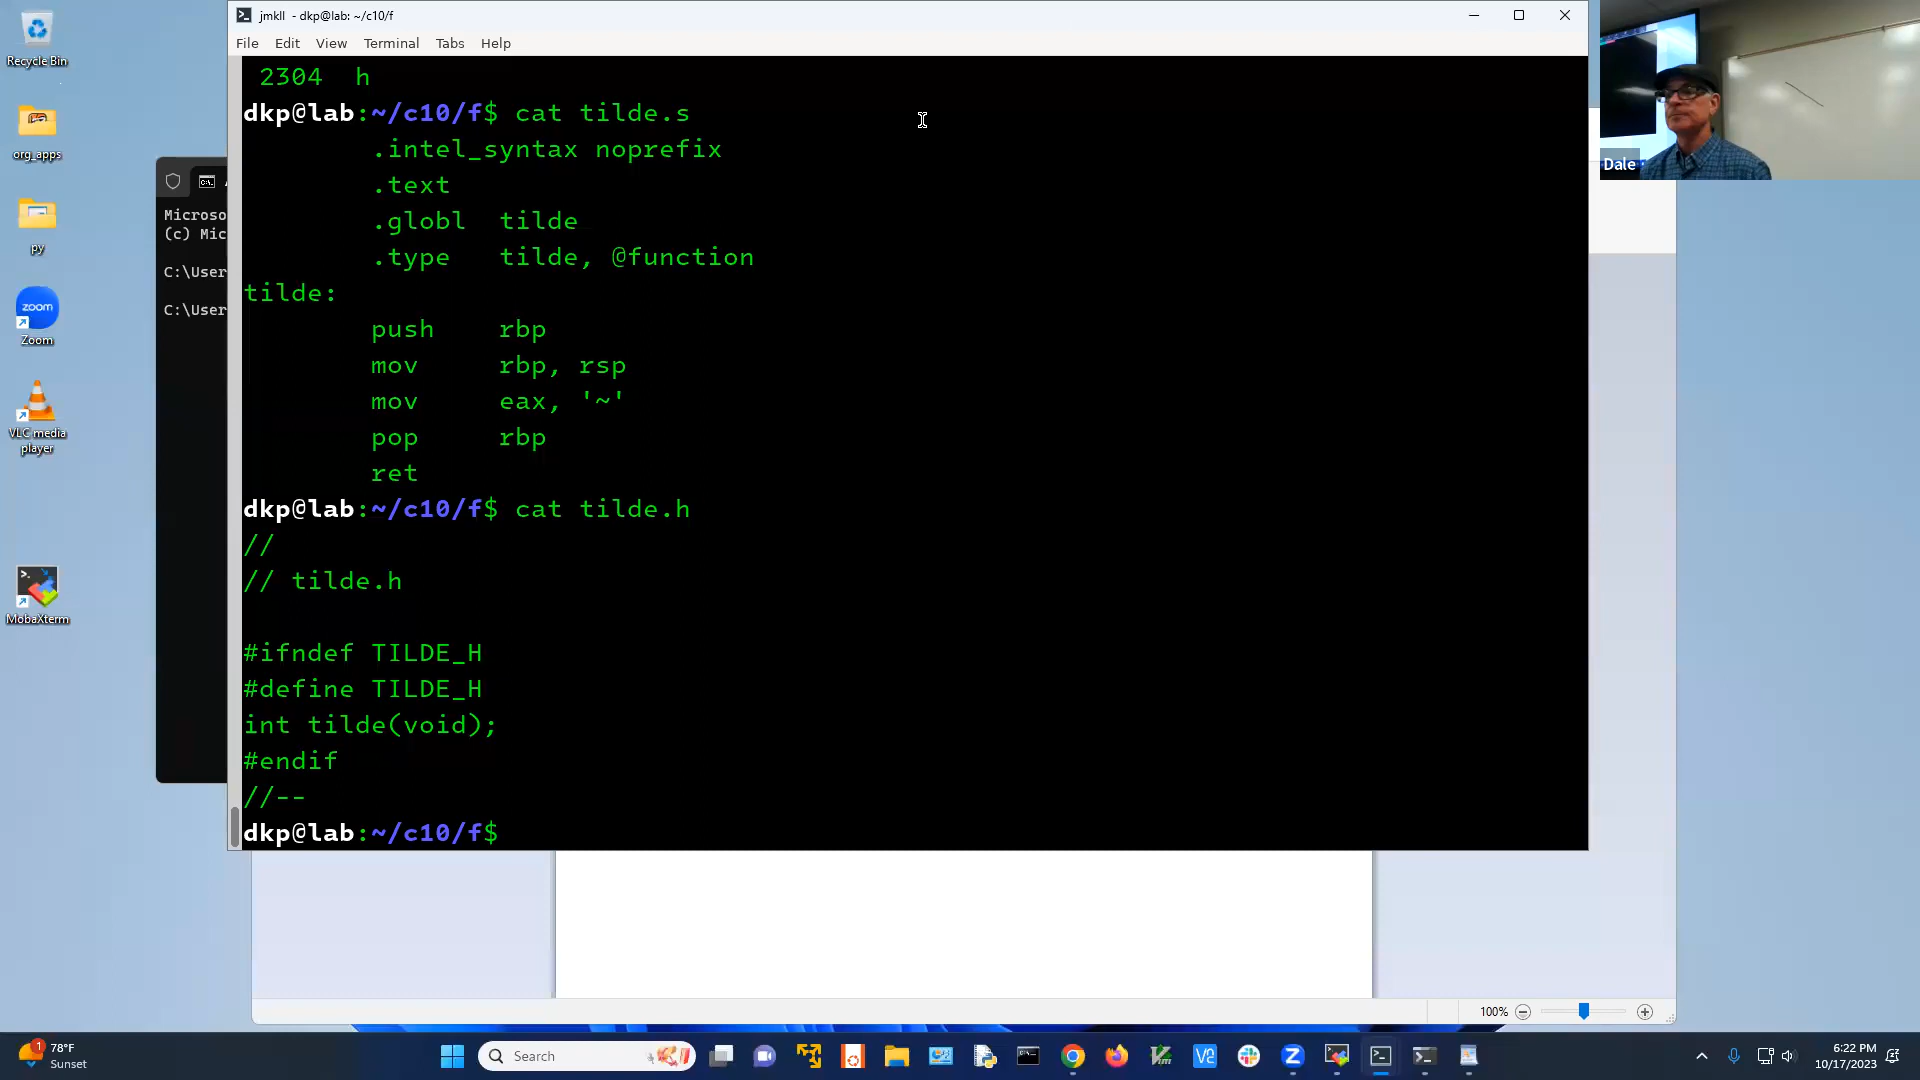 Recycle Bin
org_apps
py
zoom
Zoom
VLC media
player
MobaXterm
Microso
(c) Mic
C:\User
C:\User
jmkll - dkp@lab: ~/c10/f
File Edit View Terminal Tabs Help
2304 h
dkp@lab:~/c10/f$ cat tilde.s
.intel_syntax noprefix
.text
.globl tilde
.type tilde, @function
tilde:
push rbp
mov rbp, rsp
mov eax, '~'
pop rbp
ret
dkp@lab:~/c10/f$ cat tilde.h
//
// tilde.h
#ifndef TILDE_H
#define TILDE_H
int tilde(void);
#endif
//--
dkp@lab:~/c10/f$
Dale
100%
1
78°F
Sunset
Search
6:22 PM
10/17/2023